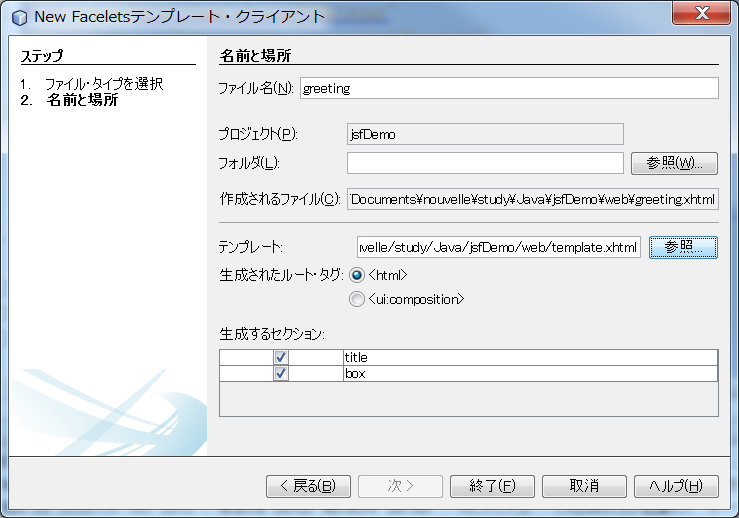 New Faceletsテンプレート・クライアント
ステップ
1. ファイル・タイプを選択
2. 名前と場所
名前と場所
ファイル名(N): greeting
プロジェクト(P): jsfDemo
フォルダ(L): 参照(W)...
作成されるファイル(C): Documents¥nouvelle¥study¥Java¥jsfDemo¥web¥greeting.xhtml
テンプレート: ivelle/study/Java/jsfDemo/web/template.xhtml 参照...
生成されたルート・タグ: <html>
<ui:composition>
生成するセクション:
title
box
< 戻る(B) 次 > 終了(F) 取消 ヘルプ(H)